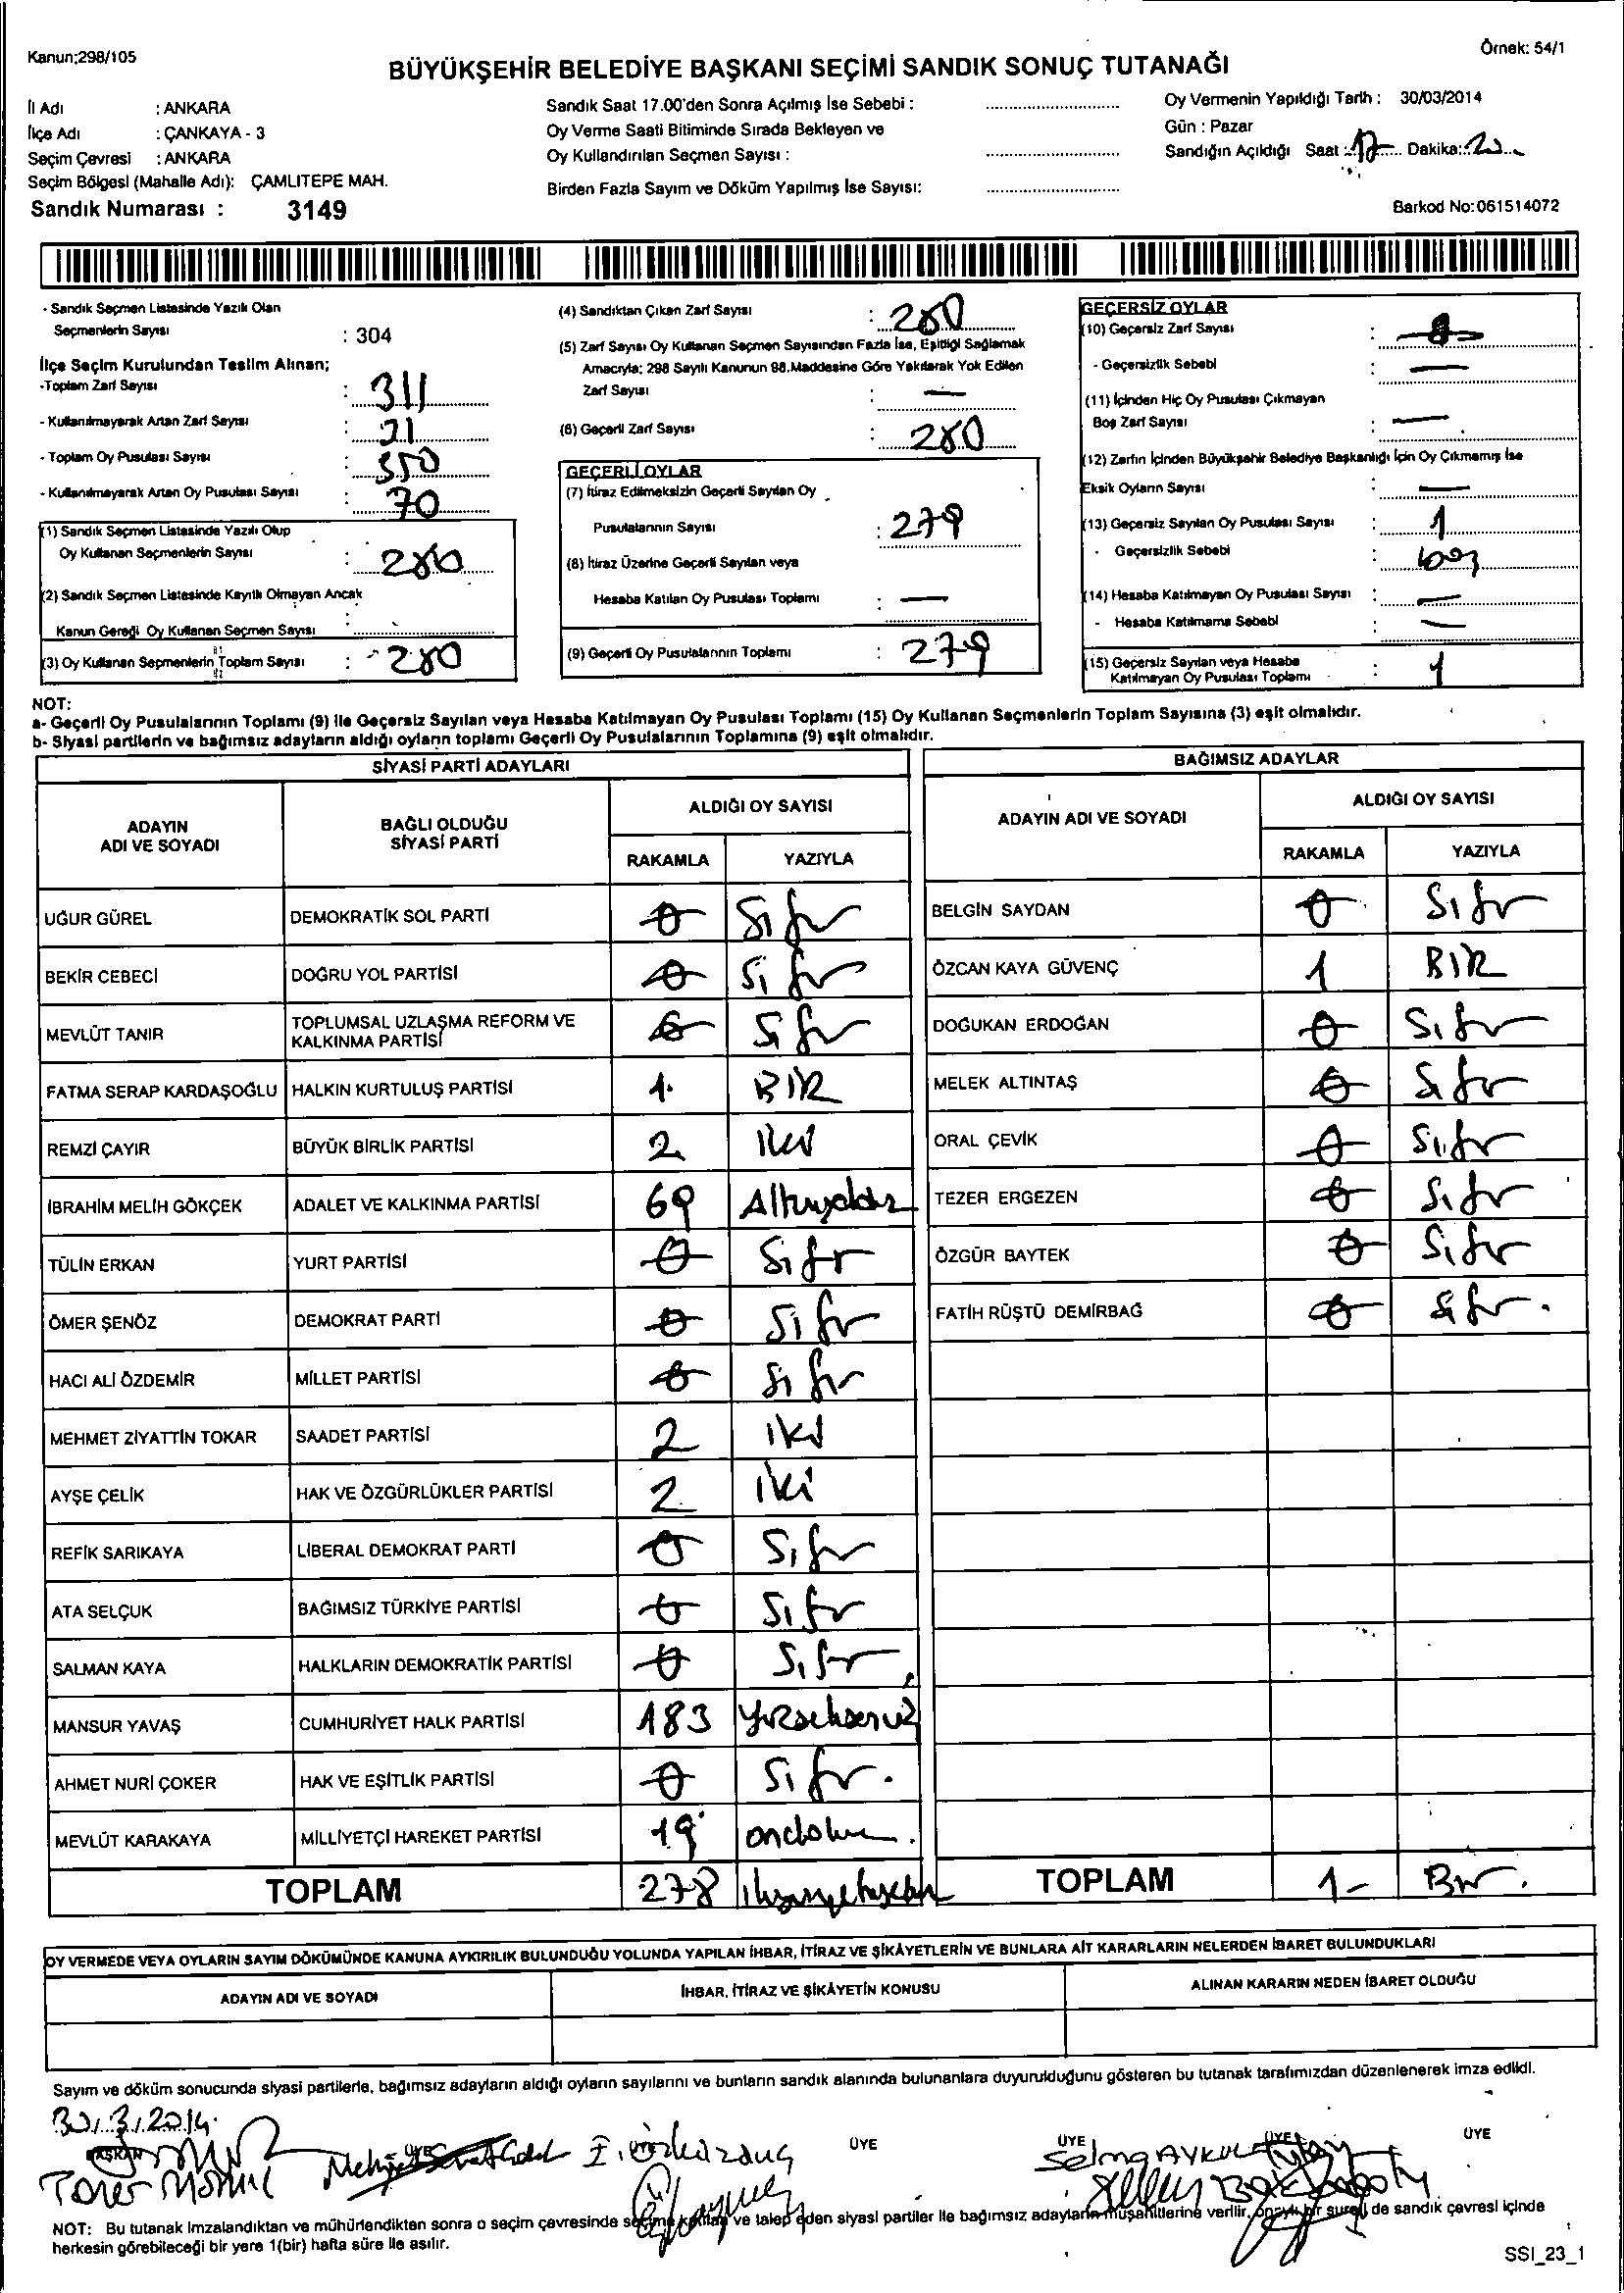 Kanun;298/105
Örnek: 54/1
BÜYÜKŞEHİR BELEDİYE BAŞKANI SEÇİMİ SANDIK SONUÇ TUTANAĞI
İl Adı : ANKARA
İlçe Adı : ÇANKAYA - 3
Seçim Çevresi : ANKARA
Seçim Bölgesi (Mahalle Adı): ÇAMLITEPE MAH.
Sandık Numarası : 3149
Sandık Saat 17.00'den Sonra Açılmış İse Sebebi :
Oy Verme Saati Bitiminde Sırada Bekleyen ve
Oy Kullandırılan Seçmen Sayısı :
Birden Fazla Sayım ve Döküm Yapılmış İse Sayısı:
Oy Vermenin Yapıldığı Tarih : 30/03/2014
Gün : Pazar
Sandığın Açıldığı Saat : 17 Dakika: 20
Barkod No:061514072
- Sandık Seçmen Listesinde Yazılı Olan
Seçmenlerin Sayısı : 304
İlçe Seçim Kurulundan Teslim Alınan;
-Toplam Zarf Sayısı : 311
- Kullanılmayarak Artan Zarf Sayısı : 31
- Toplam Oy Pusulası Sayısı : 350
- Kullanılmayarak Artan Oy Pusulası Sayısı : 70
(1) Sandık Seçmen Listesinde Yazılı Olup
Oy Kullanan Seçmenlerin Sayısı : 280
(2) Sandık Seçmen Listesinde Kayıtlı Olmayan Ancak
Kanun Gereği Oy Kullanan Seçmen Sayısı :
(3) Oy Kullanan Seçmenlerin Toplam Sayısı : 280
(4) Sandıktan Çıkan Zarf Sayısı : 280
(5) Zarf Sayısı Oy Kullanan Seçmen Sayısından Fazla İse, Eşitliği Sağlamak
Amacıyla; 298 Sayılı Kanunun 98.Maddesine Göre Yakılarak Yok Edilen
Zarf Sayısı : —
(6) Geçerli Zarf Sayısı : 280
GEÇERLİ OYLAR
(7) İtiraz Edilmeksizin Geçerli Sayılan Oy
Pusulalarının Sayısı : 279
(8) İtiraz Üzerine Geçerli Sayılan veya
Hesaba Katılan Oy Pusulası Toplamı : —
(9) Geçerli Oy Pusulalarının Toplamı : 279
GEÇERSİZ OYLAR
(10) Geçersiz Zarf Sayısı :
- Geçersizlik Sebebi : —
(11) İçinden Hiç Oy Pusulası Çıkmayan
Boş Zarf Sayısı : —
(12) Zarfın İçinden Büyükşehir Belediye Başkanlığı İçin Oy Çıkmamış İse
Eksik Oyların Sayısı : —
(13) Geçersiz Sayılan Oy Pusulası Sayısı : 1
- Geçersizlik Sebebi : boş
(14) Hesaba Katılmayan Oy Pusulası Sayısı : —
- Hesaba Katılmama Sebebi : —
(15) Geçersiz Sayılan veya Hesaba
Katılmayan Oy Pusulası Toplamı : 1
NOT:
a- Geçerli Oy Pusulalarının Toplamı (9) ile Geçersiz Sayılan veya Hesaba Katılmayan Oy Pusulası Toplamı (15) Oy Kullanan Seçmenlerin Toplam Sayısına (3) eşit olmalıdır.
b- Siyasi partilerin ve bağımsız adayların aldığı oyların toplamı Geçerli Oy Pusulalarının Toplamına (9) eşit olmalıdır.
SİYASİ PARTİ ADAYLARI
ADAYIN ADI VE SOYADI
BAĞLI OLDUĞU SİYASİ PARTİ
ALDIĞI OY SAYISI
RAKAMLA YAZIYLA
UĞUR GÜREL DEMOKRATİK SOL PARTİ 0 Sıfır
BEKİR CEBECİ DOĞRU YOL PARTİSİ 0 Sıfır
MEVLÜT TANIR TOPLUMSAL UZLAŞMA REFORM VE KALKINMA PARTİSİ 0 Sıfır
FATMA SERAP KARDAŞOĞLU HALKIN KURTULUŞ PARTİSİ 1 BİR
REMZİ ÇAYIR BÜYÜK BİRLİK PARTİSİ 2 iki
İBRAHİM MELİH GÖKÇEK ADALET VE KALKINMA PARTİSİ 69 Altmışdokuz
TÜLİN ERKAN YURT PARTİSİ 0 Sıfır
ÖMER ŞENÖZ DEMOKRAT PARTİ 0 Sıfır
HACI ALİ ÖZDEMİR MİLLET PARTİSİ 0 Sıfır
MEHMET ZİYATTİN TOKAR SAADET PARTİSİ 2 iki
AYŞE ÇELİK HAK VE ÖZGÜRLÜKLER PARTİSİ 2 iki
REFİK SARIKAYA LİBERAL DEMOKRAT PARTİ 0 Sıfır
ATA SELÇUK BAĞIMSIZ TÜRKİYE PARTİSİ 0 Sıfır
SALMAN KAYA HALKLARIN DEMOKRATİK PARTİSİ 0 Sıfır
MANSUR YAVAŞ CUMHURİYET HALK PARTİSİ 183 yüzseksenüç
AHMET NURİ ÇOKER HAK VE EŞİTLİK PARTİSİ 0 Sıfır.
MEVLÜT KARAKAYA MİLLİYETÇİ HAREKET PARTİSİ 19 ondokuz.
TOPLAM 278 ikiyüzyetmişsekiz
BAĞIMSIZ ADAYLAR
ADAYIN ADI VE SOYADI
ALDIĞI OY SAYISI
RAKAMLA YAZIYLA
BELGİN SAYDAN 0 Sıfır
ÖZCAN KAYA GÜVENÇ 1 BİR
DOĞUKAN ERDOĞAN 0 Sıfır
MELEK ALTINTAŞ 0 Sıfır
ORAL ÇEVİK 0 Sıfır
TEZER ERGEZEN 0 Sıfır
ÖZGÜR BAYTEK 0 Sıfır
FATİH RÜŞTÜ DEMİRBAĞ 0 Sıfır.
TOPLAM 1- Bir.
OY VERMEDE VEYA OYLARIN SAYIM DÖKÜMÜNDE KANUNA AYKIRILIK BULUNDUĞU YOLUNDA YAPILAN İHBAR, İTİRAZ VE ŞİKÂYETLERİN VE BUNLARA AİT KARARLARIN NELERDEN İBARET BULUNDUKLARI
ADAYIN ADI VE SOYADI
İHBAR, İTİRAZ VE ŞİKÂYETİN KONUSU
ALINAN KARARIN NEDEN İBARET OLDUĞU
Sayım ve döküm sonucunda siyasi partilerle, bağımsız adayların aldığı oyların sayılarını ve bunların sandık alanında bulunanlara duyurulduğunu gösteren bu tutanak tarafımızdan düzenlenerek imza edildi.
30.3.2014
BAŞKAN ÜYE ÜYE ÜYE ÜYE ÜYE
Selma AYKUL
NOT: Bu tutanak imzalandıktan ve mühürlendikten sonra o seçim çevresinde seçime katılan ve talep eden siyasi partiler ile bağımsız adayların müşahitlerine verilir, onaylı bir sureti de sandık çevresi içinde
herkesin görebileceği bir yere 1(bir) hafta süre ile asılır.
SSI_23_1